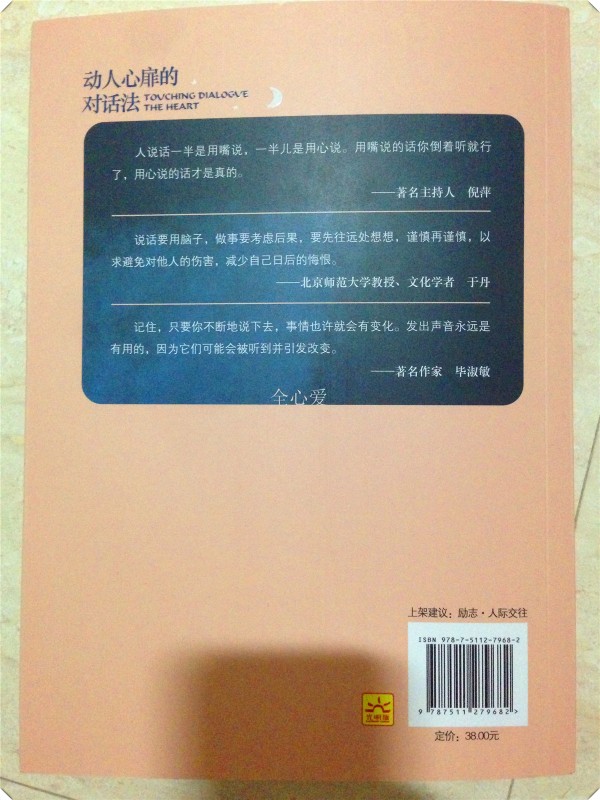 动人心扉的
对话法 TOUCHING DIALOGUE
THE HEART
人说话一半是用嘴说，一半儿是用心说。用嘴说的话你倒着听就行
了，用心说的话才是真的。
——著名主持人 倪萍
说话要用脑子，做事要考虑后果，要先往远处想想，谨慎再谨慎，以
求避免对他人的伤害，减少自己日后的悔恨。
——北京师范大学教授、文化学者 于丹
记住，只要你不断地说下去，事情也许就会有变化。发出声音永远是
有用的，因为它们可能会被听到并引发改变。
——著名作家 毕淑敏
全心爱
上架建议：励志·人际交往
ISBN 978-7-5112-7968-2
9 787511 279682 >
定价：38.00元